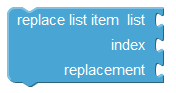 replace list item list
index
replacement